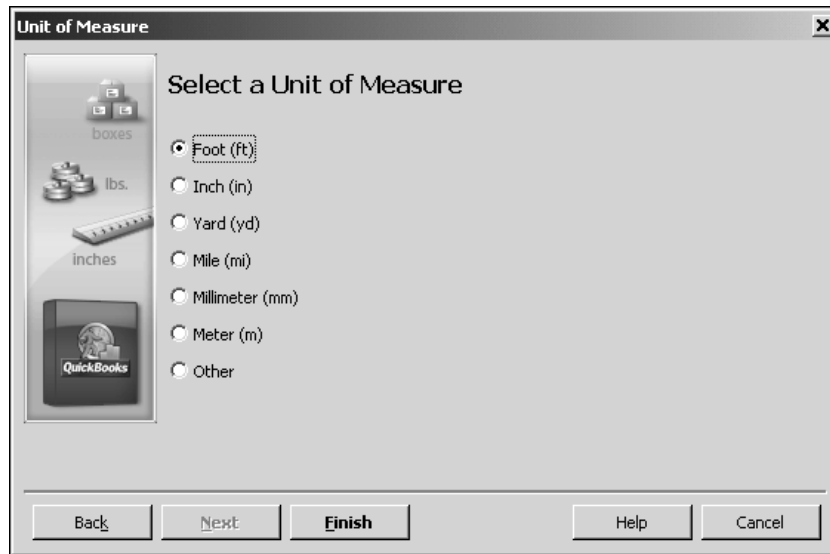 Unit of Measure
Select a Unit of Measure
boxes
lbs.
inches
QuickBooks
Foot (ft)
Inch (in)
Yard (yd)
Mile (mi)
Millimeter (mm)
Meter (m)
Other
Back
Next
Finish
Help
Cancel